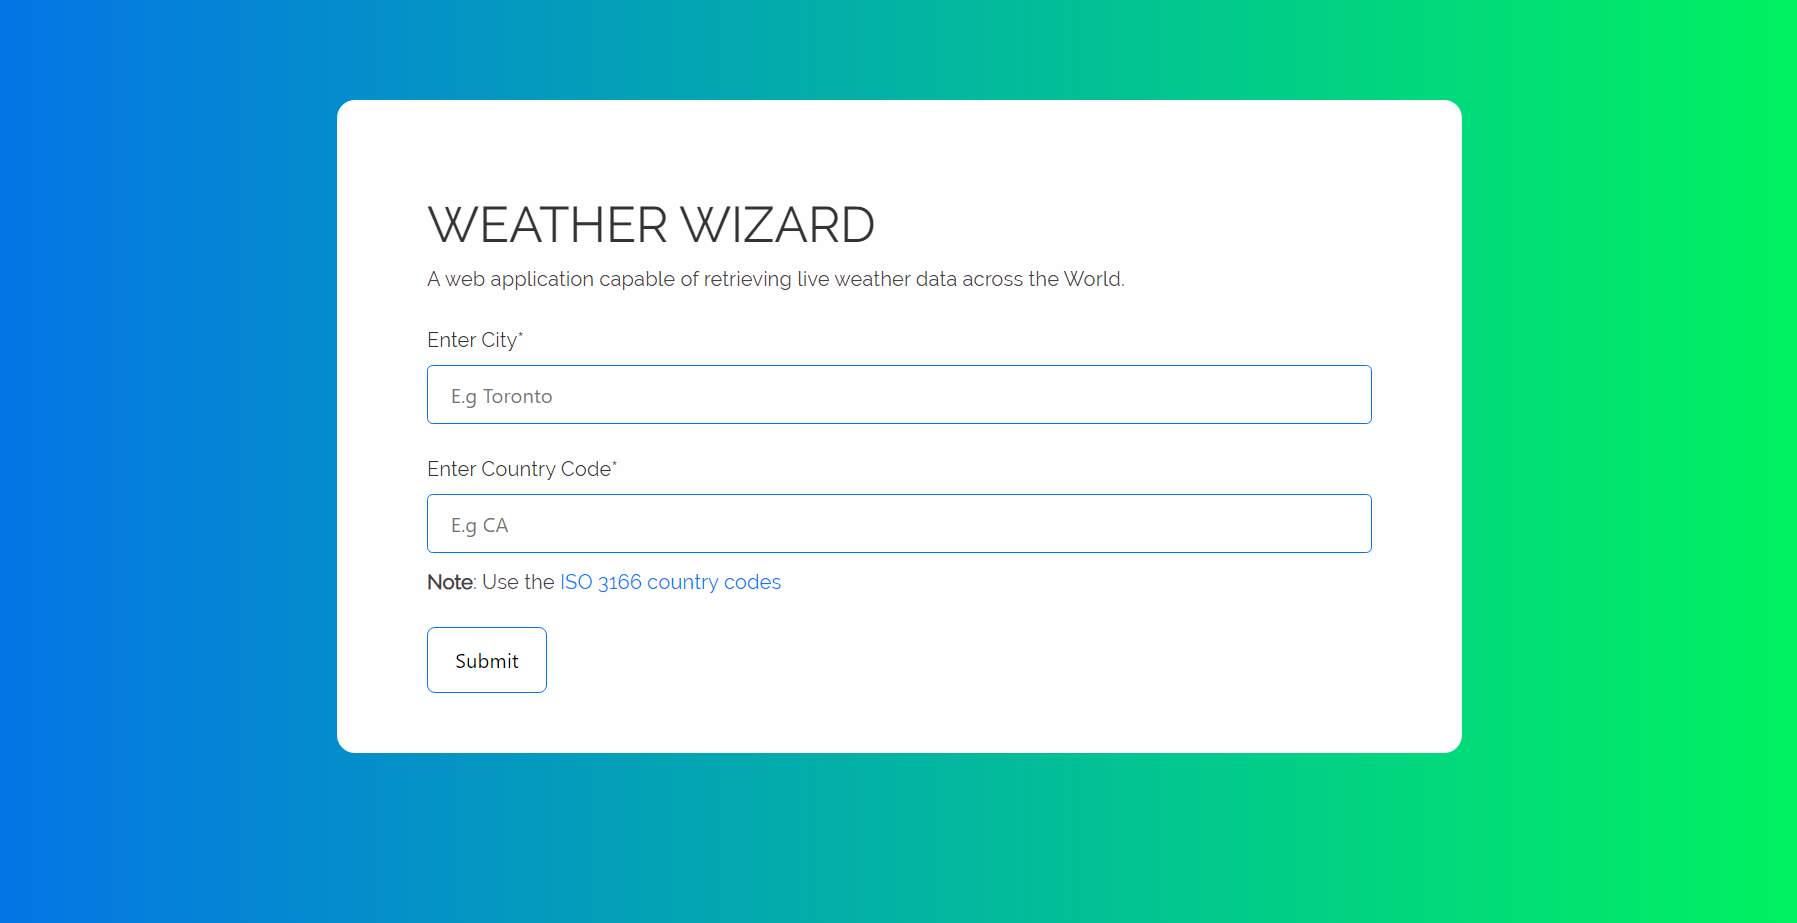 WEATHER WIZARD
A web application capable of retrieving live weather data across the World.
Enter City*
E.g Toronto
Enter Country Code*
E.g CA
Note: Use the ISO 3166 country codes
Submit